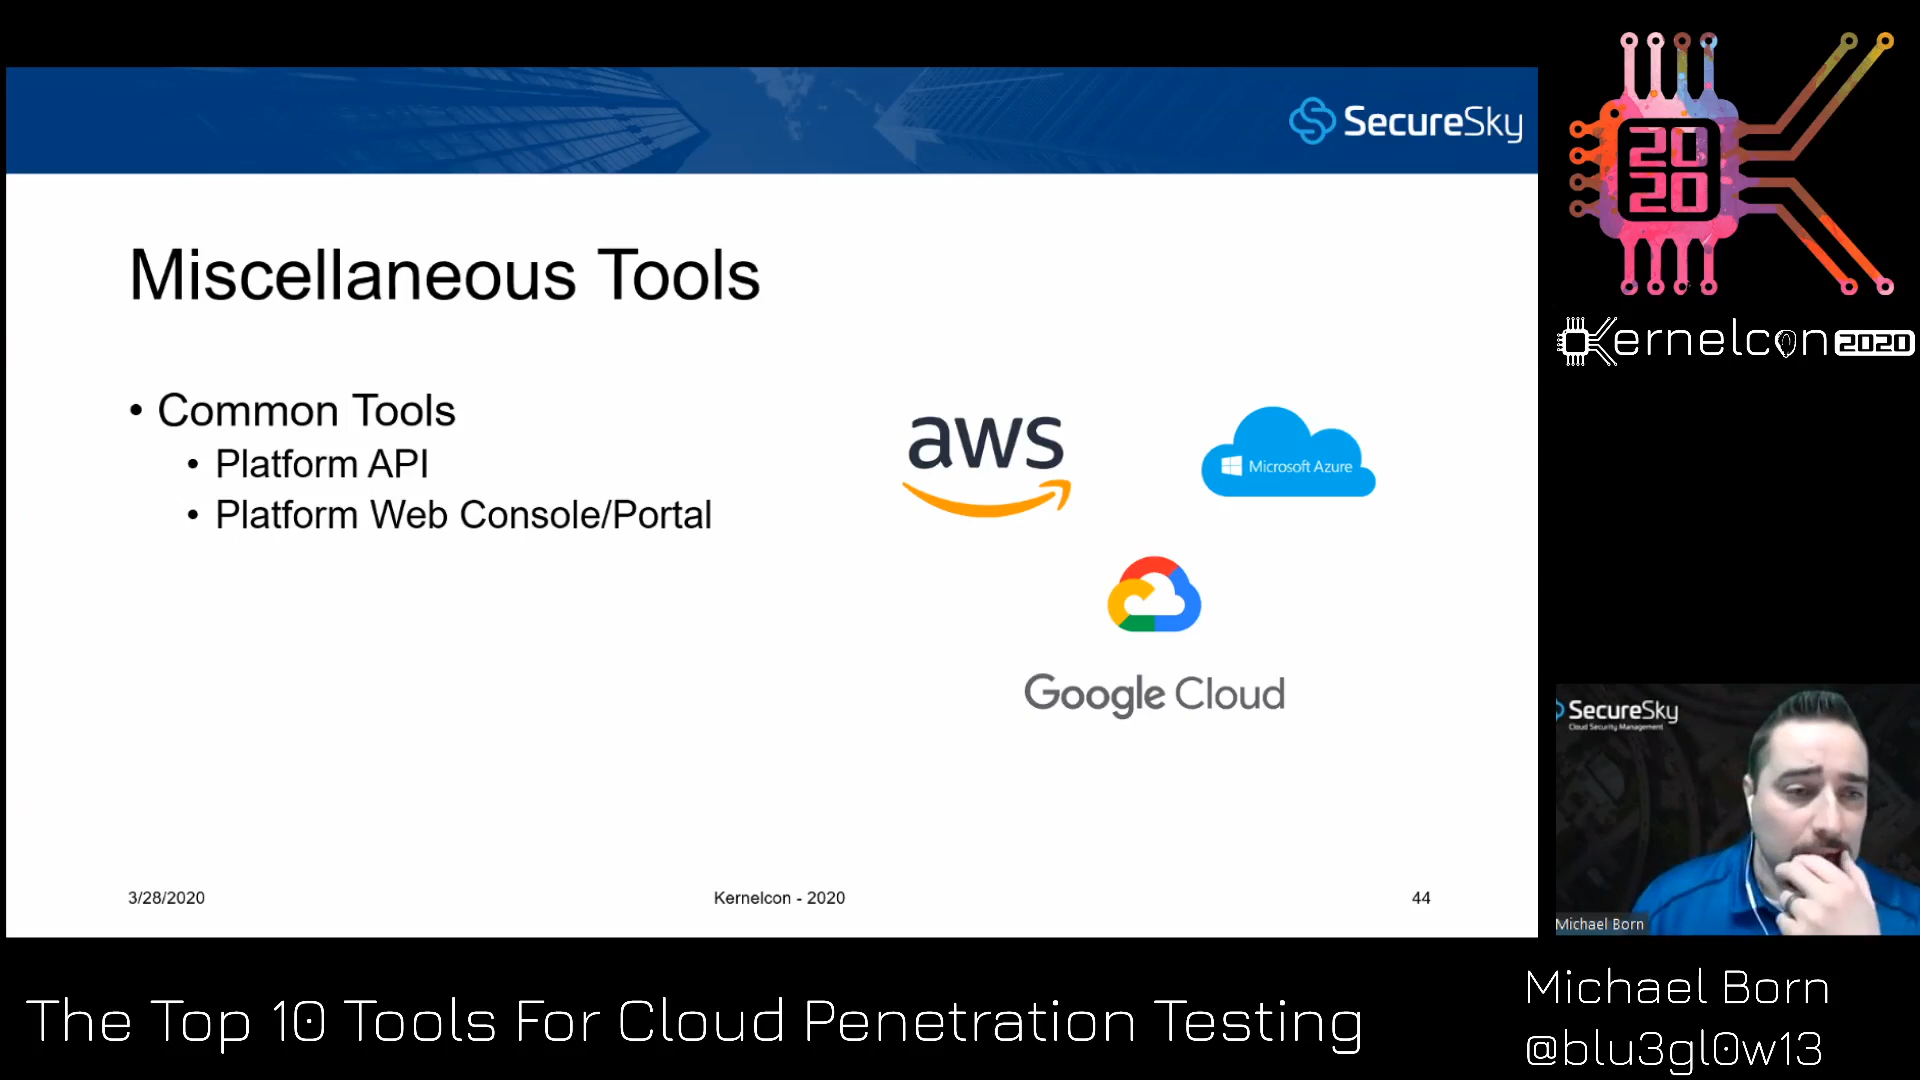 SecureSky
20
20
Kernelcon 2020
Miscellaneous Tools
• Common Tools
• Platform API
• Platform Web Console/Portal
aws
Microsoft Azure
Google Cloud
3/28/2020
Kernelcon - 2020
44
SecureSky
Cloud Security Management
Michael Born
The Top 10 Tools For Cloud Penetration Testing
Michael Born
@blu3gl0w13